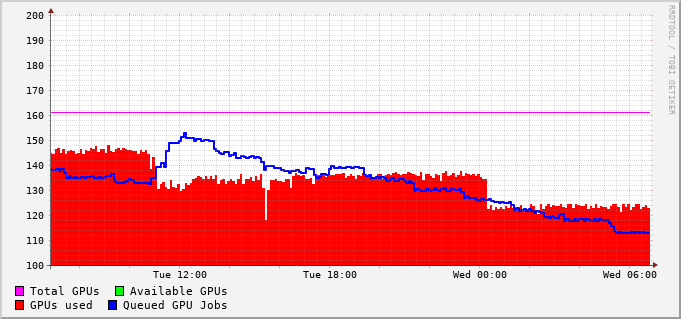 200
190
180
170
160
150
140
130
120
110
100
Tue 12:00 Tue 18:00 Wed 00:00 Wed 06:00
Total GPUs Available GPUs
GPUs used Queued GPU Jobs
RRDTOOL / TOBI OETIKER